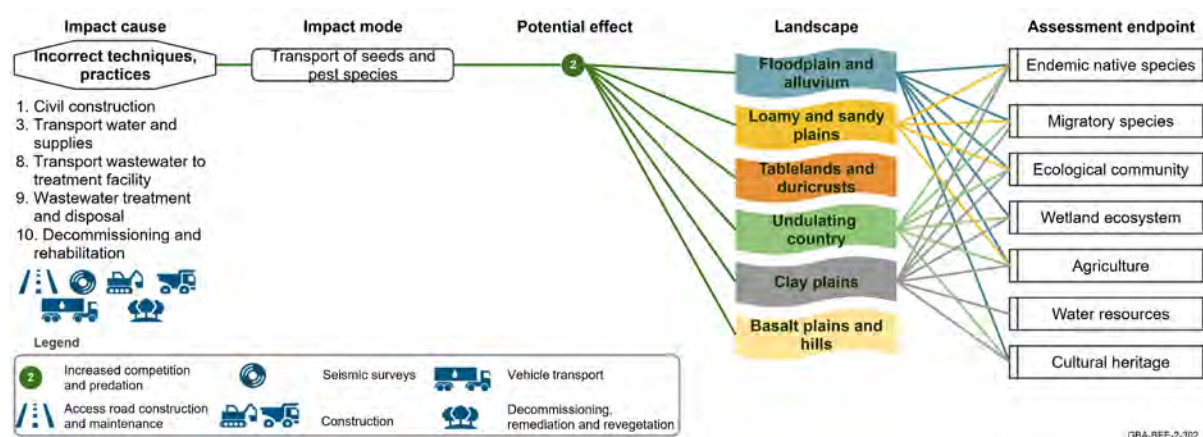 Impact cause
Impact mode
Potential effect
Landscape
Assessment endpoint
Incorrect techniques,
practices
Transport of seeds and
pest species
2
1. Civil construction
3. Transport water and
supplies
8. Transport wastewater to
treatment facility
9. Wastewater treatment
and disposal
10. Decommissioning and
rehabilitation
Floodplain and
alluvium
Loamy and sandy
plains
Tablelands and
duricrusts
Undulating
country
Clay plains
Basalt plains and
hills
Endemic native species
Migratory species
Ecological community
Wetland ecosystem
Agriculture
Water resources
Cultural heritage
Legend
2
Increased competition
and predation
Seismic surveys
Vehicle transport
Access road construction
and maintenance
Construction
Decommissioning,
remediation and revegetation
GBA-BEE-2-302